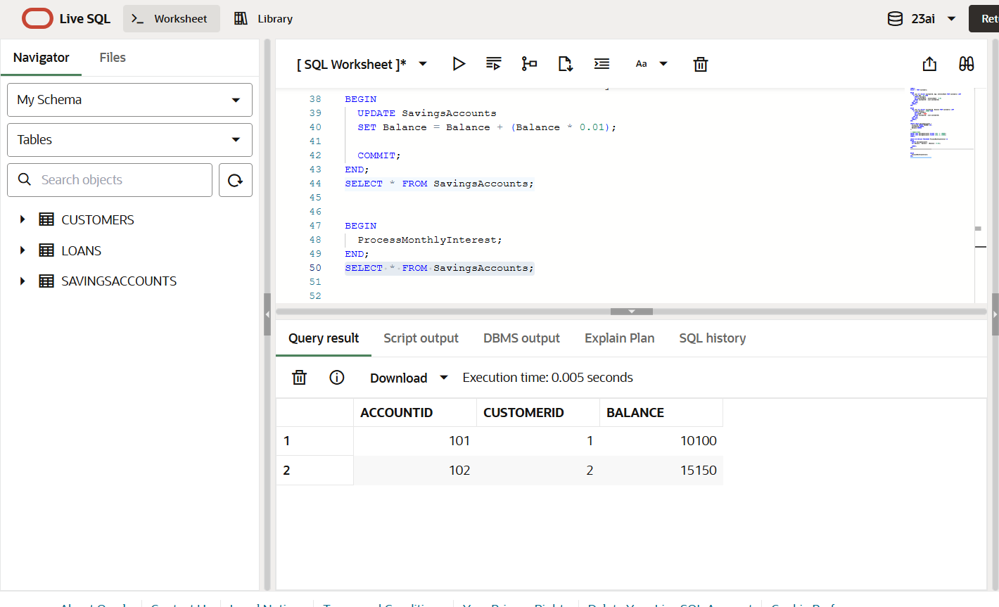 Live SQL
Worksheet
Library
23ai
Navigator
Files
My Schema
Tables
Search objects
CUSTOMERS
LOANS
SAVINGSACCOUNTS
[ SQL Worksheet ]*
Aa
38 BEGIN
39 UPDATE SavingsAccounts
40 SET Balance = Balance + (Balance * 0.01);
41
42 COMMIT;
43 END;
44 SELECT * FROM SavingsAccounts;
45
46
47 BEGIN
48 ProcessMonthlyInterest;
49 END;
50 SELECT * FROM SavingsAccounts;
51
52
Query result Script output DBMS output Explain Plan SQL history
Download Execution time: 0.005 seconds
ACCOUNTID CUSTOMERID BALANCE
1 101 1 10100
2 102 2 15150